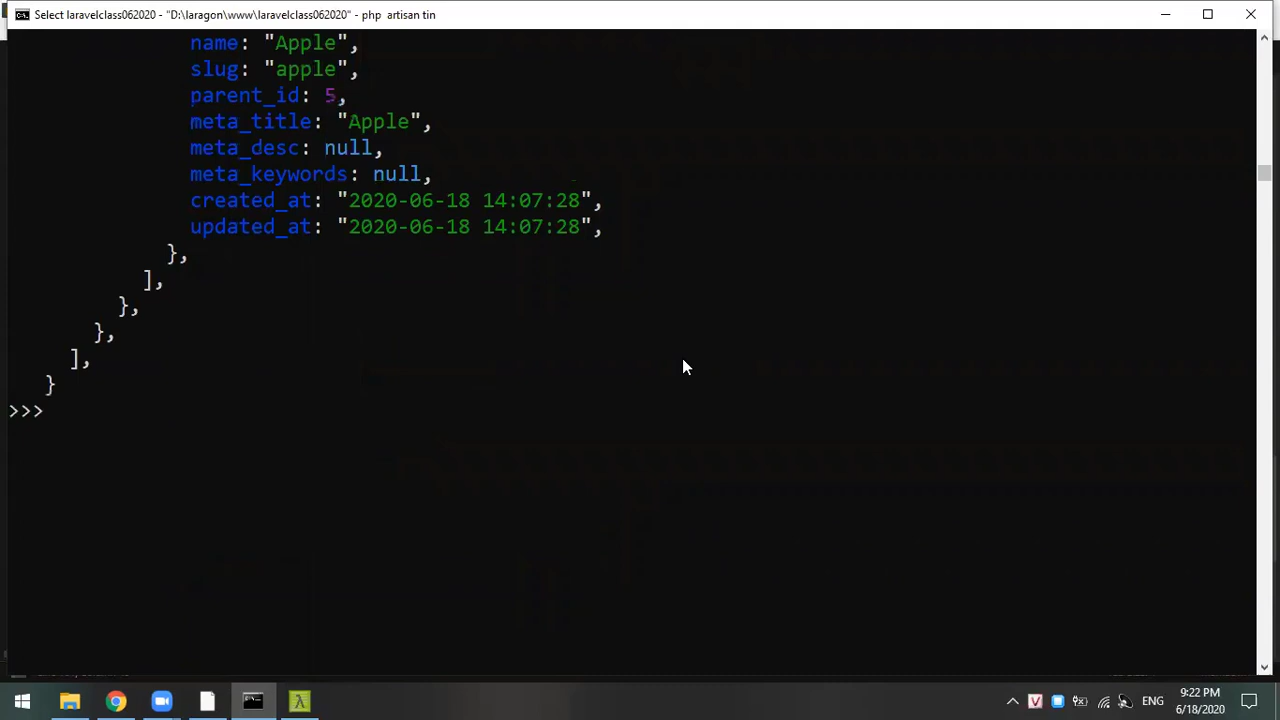 Select laravelclass062020 - "D:\laragon\www\laravelclass062020" - php  artisan tin
name: "Apple",
slug: "apple",
parent_id: 5,
meta_title: "Apple",
meta_desc: null,
meta_keywords: null,
created_at: "2020-06-18 14:07:28",
updated_at: "2020-06-18 14:07:28",
},
],
},
},
],
}
>>>
ENG
9:22 PM
6/18/2020